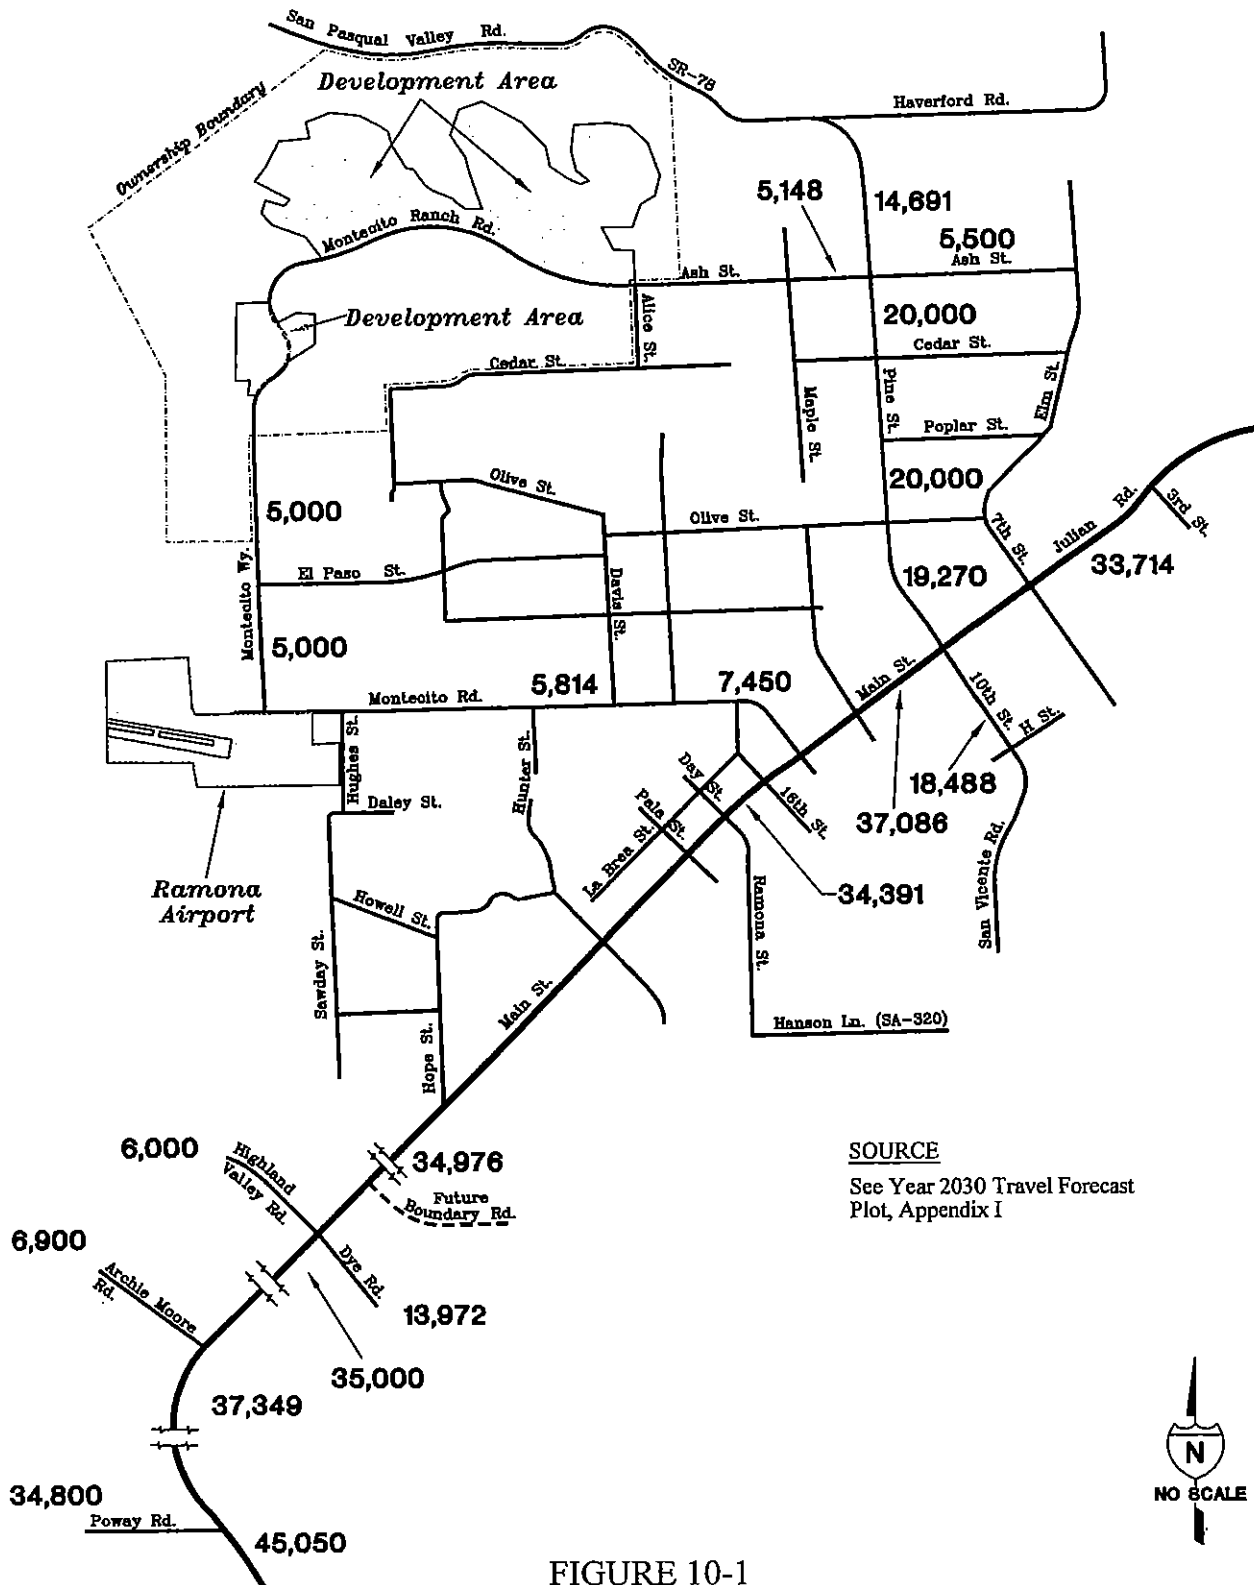 San Pasqual Valley Rd.
SR-78
Development Area
Haverford Rd.
Ownership Boundary
5,148
14,691
Montecito Ranch Rd.
5,500
Ash St.
Ash St.
Alice St.
Development Area
20,000
Cedar St.
Cedar St.
Pine St.
Maple St.
Elm St.
Poplar St.
Olive St.
20,000
5,000
Olive St.
7th St.
Julian Rd.
3rd St.
33,714
Montecito Wy.
El Paso St.
Davis St.
19,270
5,000
Main St.
10th St.
Montecito Rd.
5,814
7,450
H St.
Hughes St.
Hunter St.
Day St.
18,488
Daley St.
Pala St.
16th St.
37,086
La Brea St.
San Vicente Rd.
Ramona
Airport
Howell St.
34,391
Ramona St.
Sawday St.
Main St.
Hanson Ln. (SA-320)
Hope St.
6,000
Highland
Valley Rd.
34,976
Future
Boundary Rd.
SOURCE
See Year 2030 Travel Forecast
Plot, Appendix I
6,900
Archie Moore
Rd.
Dye Rd.
13,972
35,000
37,349
N
NO SCALE
34,800
Poway Rd.
45,050
FIGURE 10-1